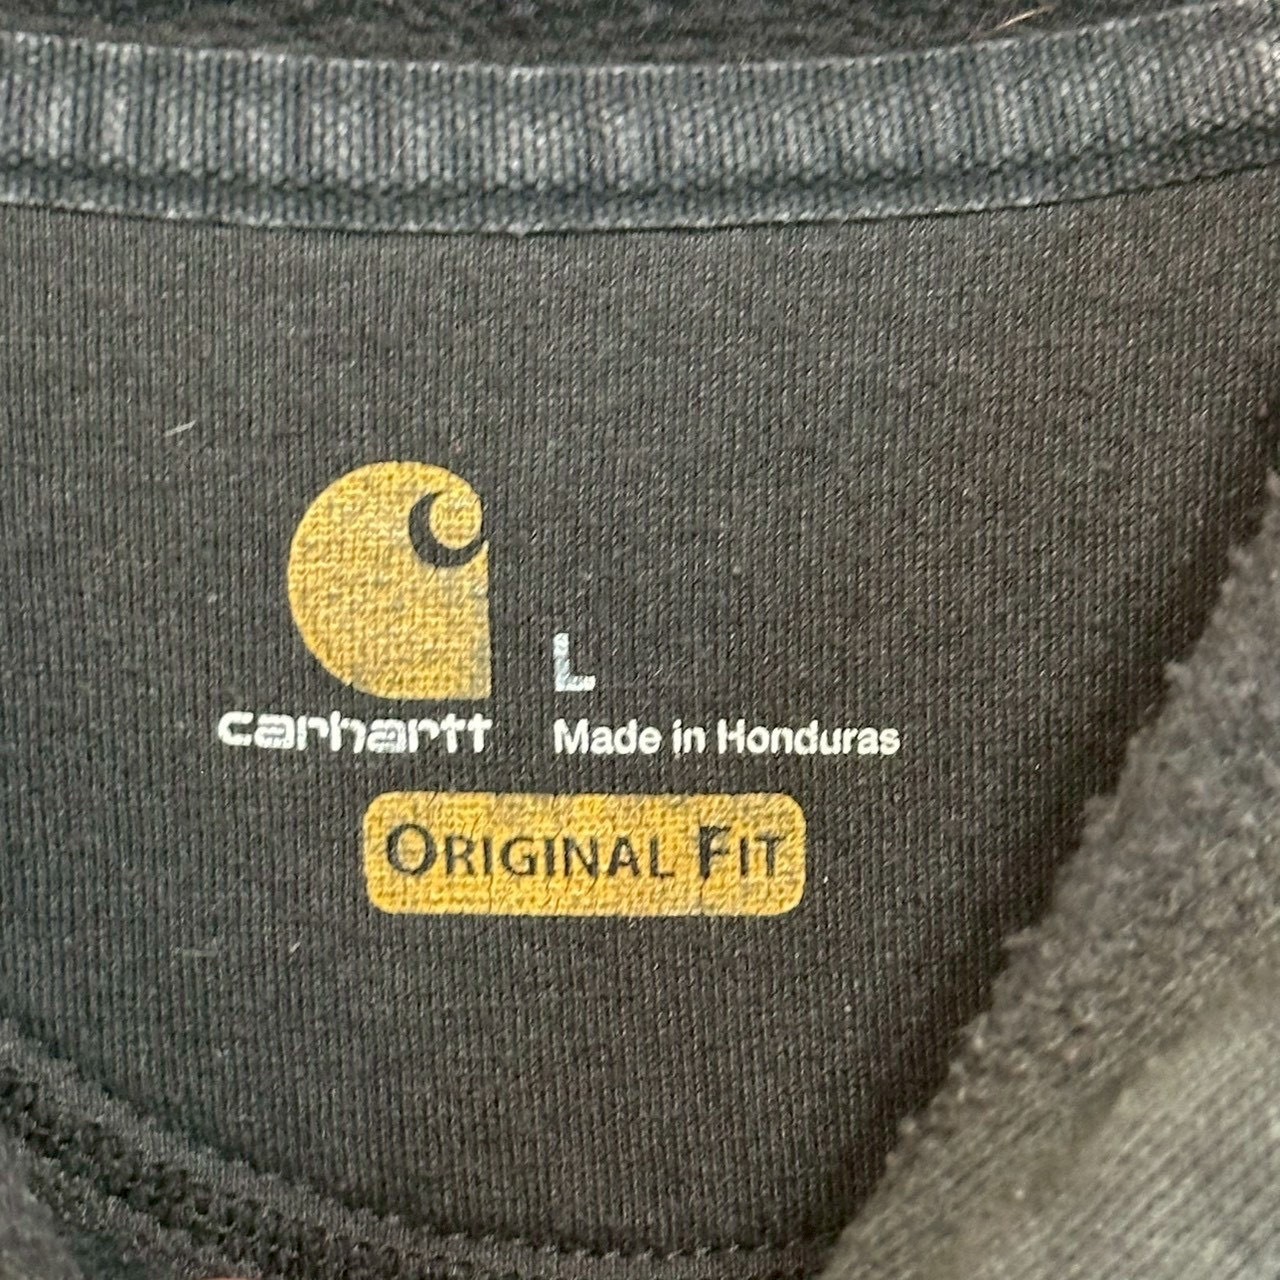 L
carhartt Made in Honduras
ORIGINAL FIT